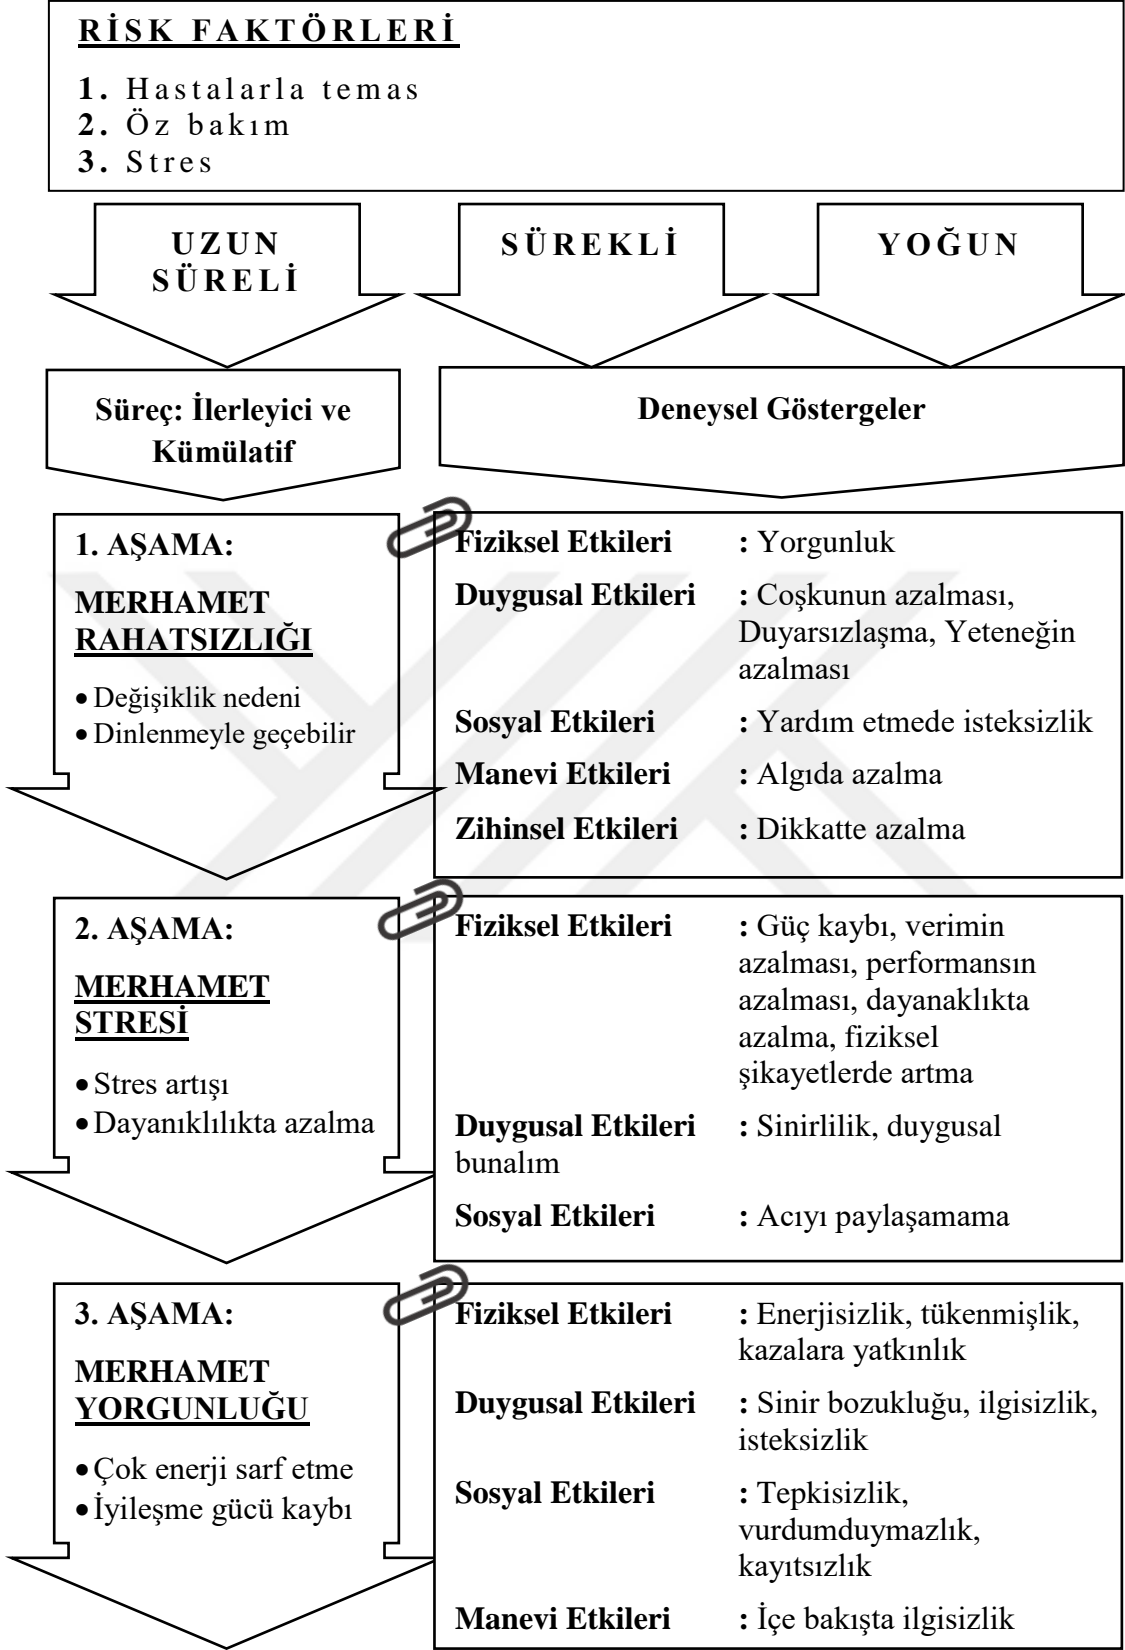 RİSK FAKTÖRLERİ
1. Hastalarla temas
2. Öz bakım
3. Stres
UZUN
SÜRELİ
SÜREKLİ
YOĞUN
Süreç: İlerleyici ve
Kümülatif
Deneysel Göstergeler
1. AŞAMA:
MERHAMET
RAHATSIZLIĞI
• Değişiklik nedeni
• Dinlenmeyle geçebilir
Fiziksel Etkileri : Yorgunluk
Duygusal Etkileri : Coşkunun azalması,
Duyarsızlaşma, Yeteneğin
azalması
Sosyal Etkileri : Yardım etmede isteksizlik
Manevi Etkileri : Algıda azalma
Zihinsel Etkileri : Dikkatte azalma
2. AŞAMA:
MERHAMET
STRESİ
• Stres artışı
• Dayanıklılıkta azalma
Fiziksel Etkileri : Güç kaybı, verimin
azalması, performansın
azalması, dayanaklıkta
azalma, fiziksel
şikayetlerde artma
Duygusal Etkileri : Sinirlilik, duygusal
bunalım
Sosyal Etkileri : Acıyı paylaşamama
3. AŞAMA:
MERHAMET
YORGUNLUĞU
• Çok enerji sarf etme
• İyileşme gücü kaybı
Fiziksel Etkileri : Enerjisizlik, tükenmişlik,
kazalara yatkınlık
Duygusal Etkileri : Sinir bozukluğu, ilgisizlik,
isteksizlik
Sosyal Etkileri : Tepkisizlik,
vurdumduymazlık,
kayıtsızlık
Manevi Etkileri : İçe bakışta ilgisizlik